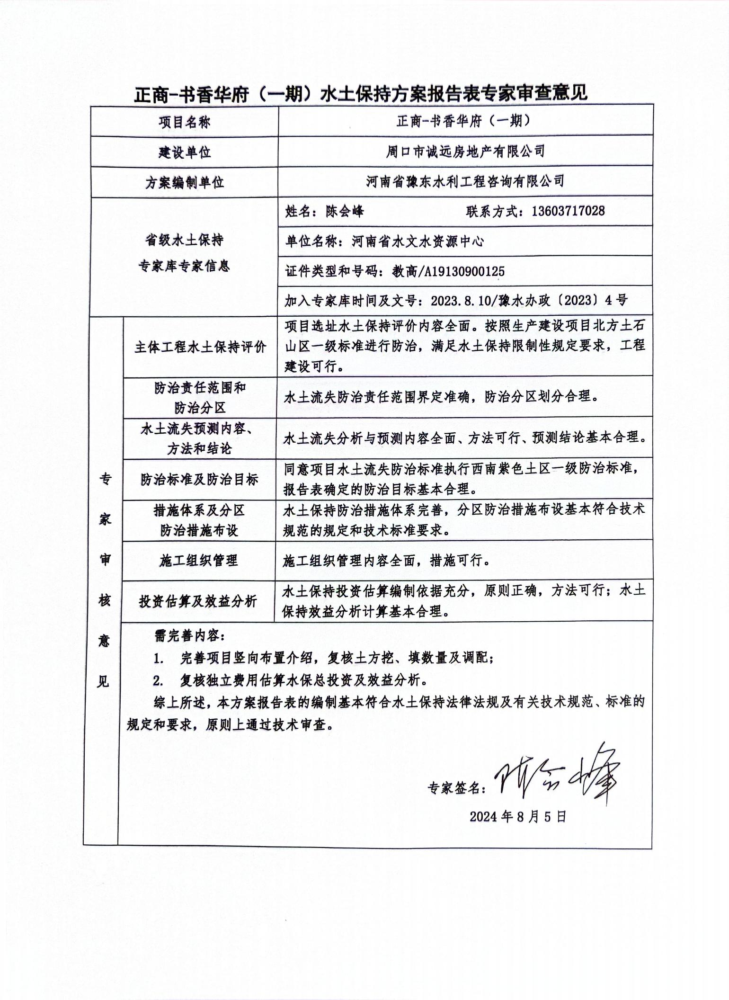 正商-书香华府（一期）水土保持方案报告表专家审查意见
项目名称
正商-书香华府（一期）
建设单位
周口市诚远房地产有限公司
方案编制单位
河南省豫东水利工程咨询有限公司
省级水土保持
专家库专家信息
姓名：陈会峰 联系方式：13603717028
单位名称：河南省水文水资源中心
证件类型和号码：教高/A19130900125
加入专家库时间及文号：2023.8.10/豫水办政〔2023〕4号
专家审核意见
主体工程水土保持评价
项目选址水土保持评价内容全面。按照生产建设项目北方土石
山区一级标准进行防治，满足水土保持限制性规定要求，工程
建设可行。
防治责任范围和
防治分区
水土流失防治责任范围界定准确，防治分区划分合理。
水土流失预测内容、
方法和结论
水土流失分析与预测内容全面、方法可行、预测结论基本合理。
防治标准及防治目标
同意项目水土流失防治标准执行西南紫色土区一级防治标准，
报告表确定的防治目标基本合理。
措施体系及分区
防治措施布设
水土保持防治措施体系完善，分区防治措施布设基本符合技术
规范的规定和技术标准要求。
施工组织管理
施工组织管理内容全面，措施可行。
投资估算及效益分析
水土保持投资估算编制依据充分，原则正确，方法可行；水土
保持效益分析计算基本合理。
需完善内容：
1. 完善项目竖向布置介绍，复核土方挖、填数量及调配；
2. 复核独立费用估算水保总投资及效益分析。
综上所述，本方案报告表的编制基本符合水土保持法律法规及有关技术规范、标准的
规定和要求，原则上通过技术审查。
专家签名：陈会峰
2024年8月5日